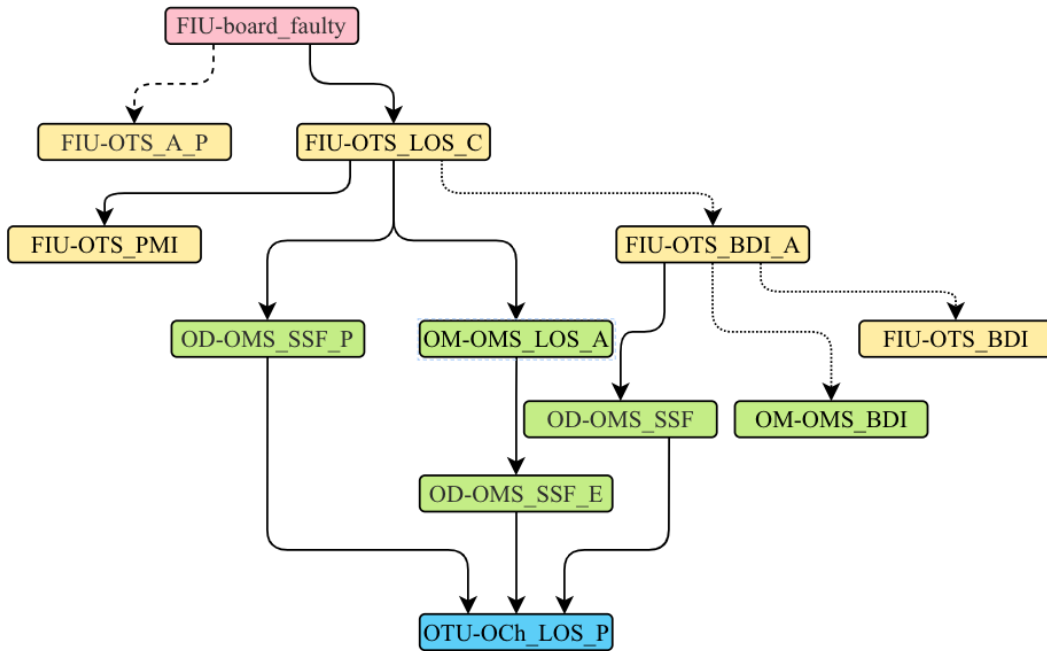 FIU-board_faulty
FIU-OTS_A_P
FIU-OTS_LOS_C
FIU-OTS_PMI
FIU-OTS_BDI_A
OD-OMS_SSF_P
OM-OMS_LOS_A
FIU-OTS_BDI
OD-OMS_SSF
OM-OMS_BDI
OD-OMS_SSF_E
OTU-OCh_LOS_P